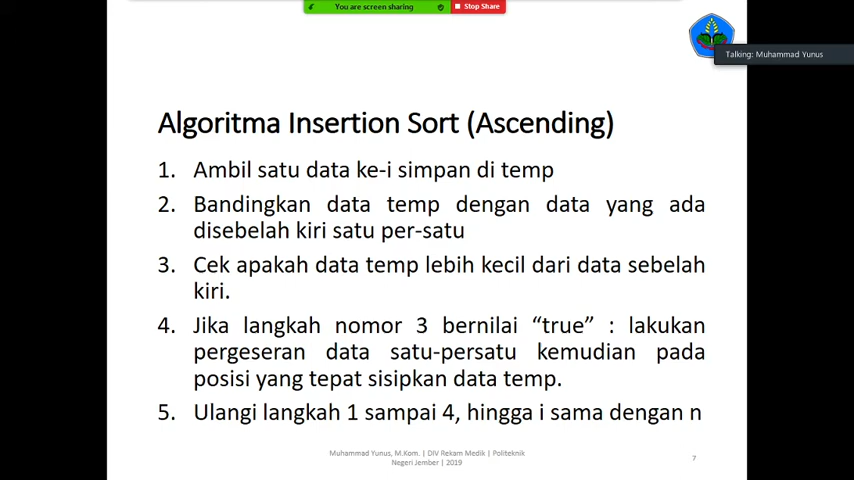 You are screen sharing
Stop Share
Talking: Muhammad Yunus
Algoritma Insertion Sort (Ascending)
1. Ambil satu data ke-i simpan di temp
2. Bandingkan data temp dengan data yang ada
disebelah kiri satu per-satu
3. Cek apakah data temp lebih kecil dari data sebelah
kiri.
4. Jika langkah nomor 3 bernilai “true” : lakukan
pergeseran data satu-persatu kemudian pada
posisi yang tepat sisipkan data temp.
5. Ulangi langkah 1 sampai 4, hingga i sama dengan n
Muhammad Yunus, M.Kom. | DIV Rekam Medik | Politeknik
Negeri Jember | 2019
7